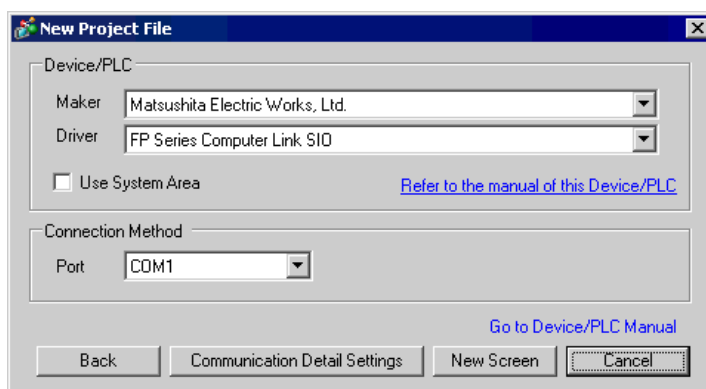 New Project File
Device/PLC
Maker Matsushita Electric Works, Ltd.
Driver FP Series Computer Link SIO
Use System Area Refer to the manual of this Device/PLC
Connection Method
Port COM1
Go to Device/PLC Manual
Back Communication Detail Settings New Screen Cancel